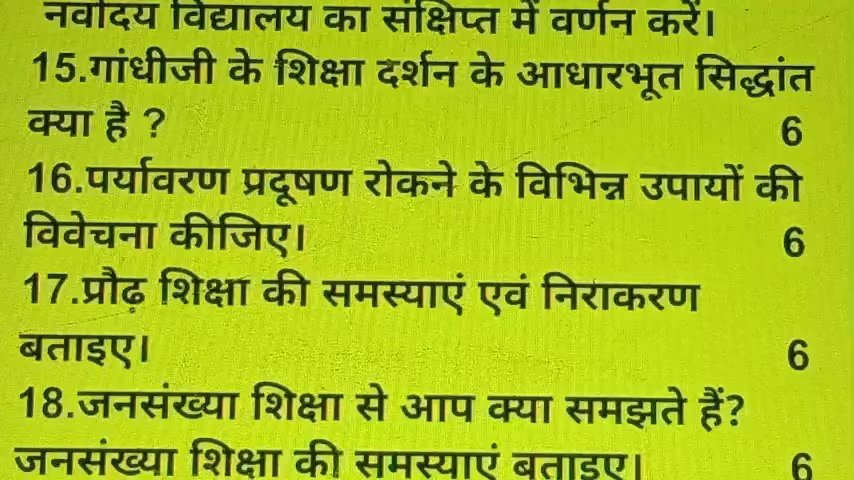 नवोदय विद्यालय का संक्षिप्त में वर्णन करें।
15.गांधीजी के शिक्षा दर्शन के आधारभूत सिद्धांत
क्या है ? 6
16.पर्यावरण प्रदूषण रोकने के विभिन्न उपायों की
विवेचना कीजिए। 6
17.प्रौढ़ शिक्षा की समस्याएं एवं निराकरण
बताइए। 6
18.जनसंख्या शिक्षा से आप क्या समझते हैं?
जनसंख्या शिक्षा की समस्याएं बताइए। 6